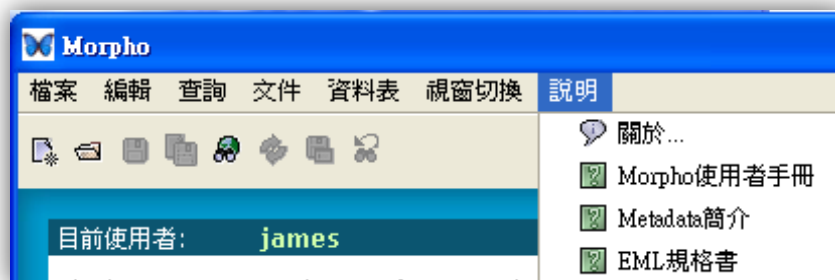 Morpho
檔案 編輯 查詢 文件 資料表 視窗切換 說明
關於...
Morpho使用者手冊
Metadata簡介
EML規格書
目前使用者: james